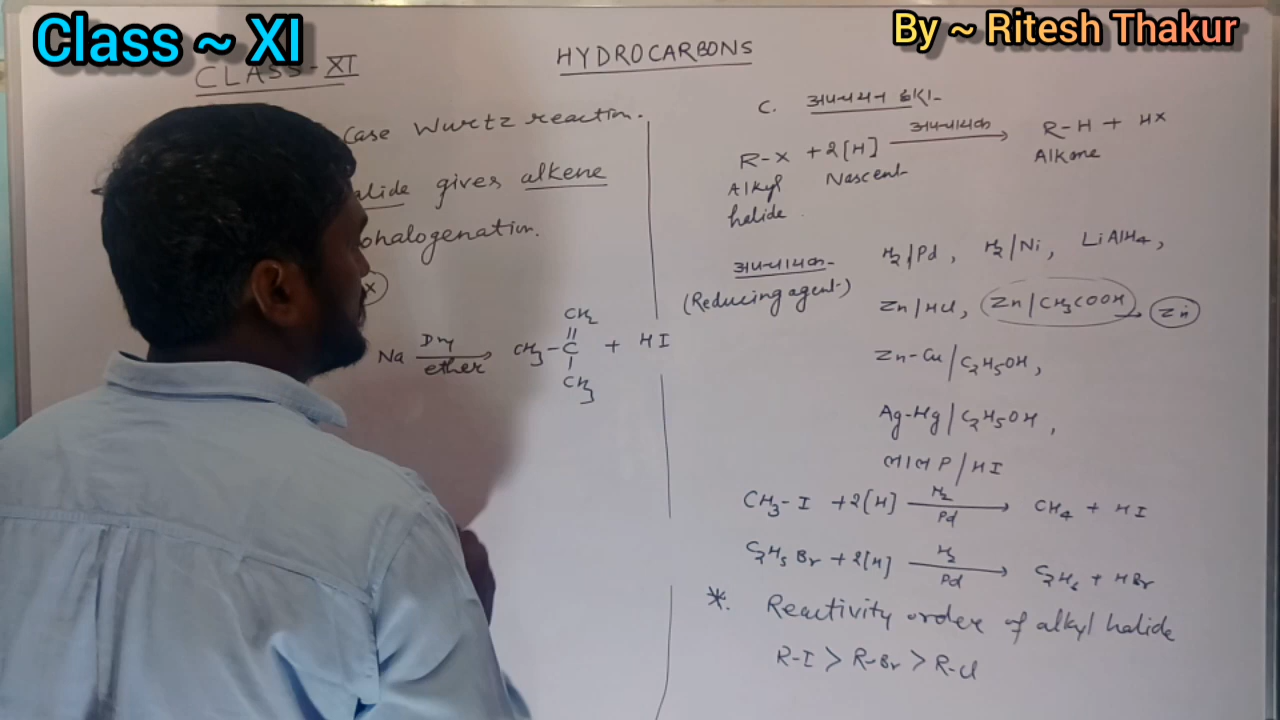 Class ~ XI
By ~ Ritesh Thakur
CLASS-XI
HYDROCARBONS
Case Wurtz reaction.
alide gives alkene
ohalogenation.
x
Na Dry ether → CH3-C(=CH2)(-CH3) + HI
C. अपचयन द्वारा-
R-X + 2[H] अपचायक → R-H + HX
Alkyl halide Nascent Alkane
अपचायक-
(Reducing agent)
H2/Pd, H2/Ni, LiAlH4,
Zn/HCl, Zn/CH3COOH → Zn
Zn-Cu/C2H5OH,
Ag-Hg/C2H5OH,
लाल P/HI
CH3-I + 2[H] H2 Pd → CH4 + HI
C2H5Br + 2[H] H2 Pd → C2H6 + HBr
*. Reactivity order of alkyl halide
R-I > R-Br > R-Cl